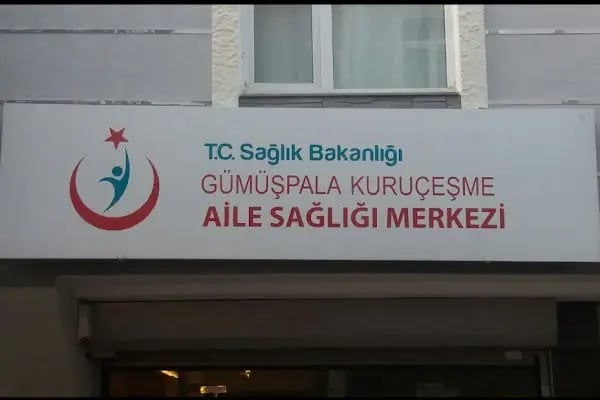 T.C. Sağlık Bakanlığı
GÜMÜŞPALA KURUÇEŞME
AİLE SAĞLIĞI MERKEZİ